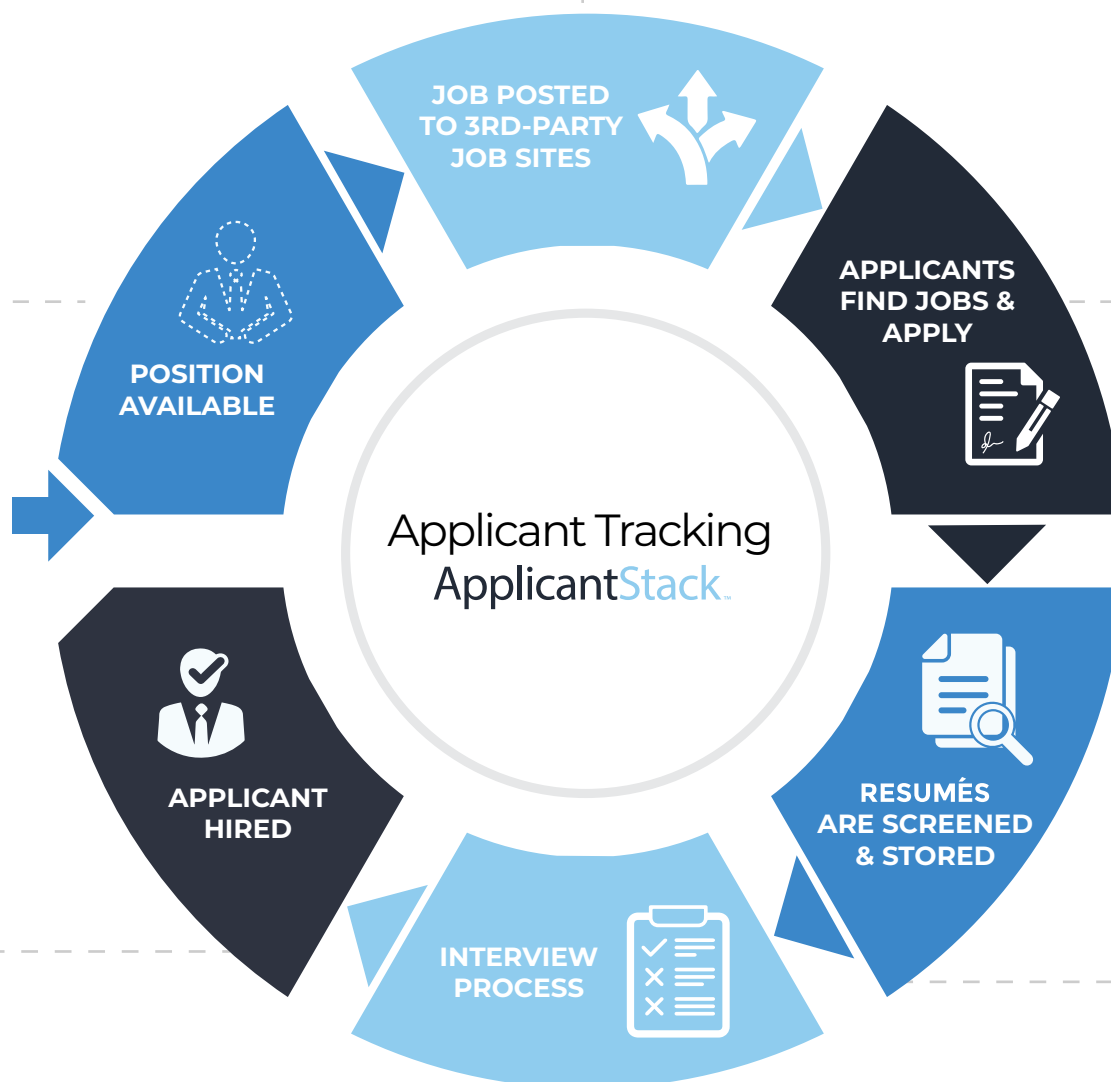 JOB POSTED
TO 3RD-PARTY
JOB SITES
APPLICANTS
FIND JOBS &
APPLY
POSITION
AVAILABLE
Applicant Tracking
ApplicantStack™
APPLICANT
HIRED
RESUMÉS
ARE SCREENED
& STORED
INTERVIEW
PROCESS